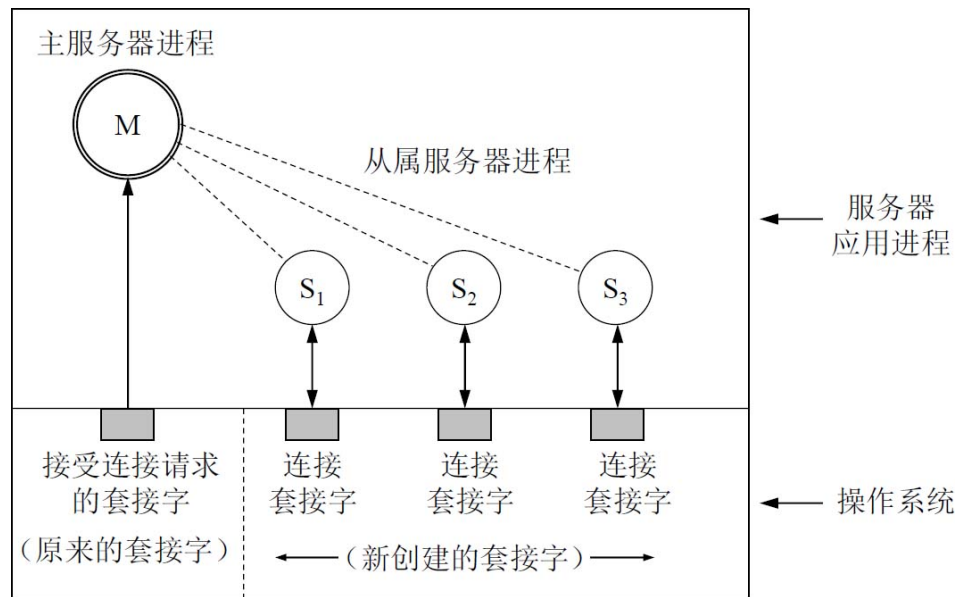 主服务器进程
M
从属服务器进程
服务器
应用进程
S1
S2
S3
接受连接请求
的套接字
（原来的套接字）
连接
套接字
连接
套接字
连接
套接字
（新创建的套接字）
操作系统